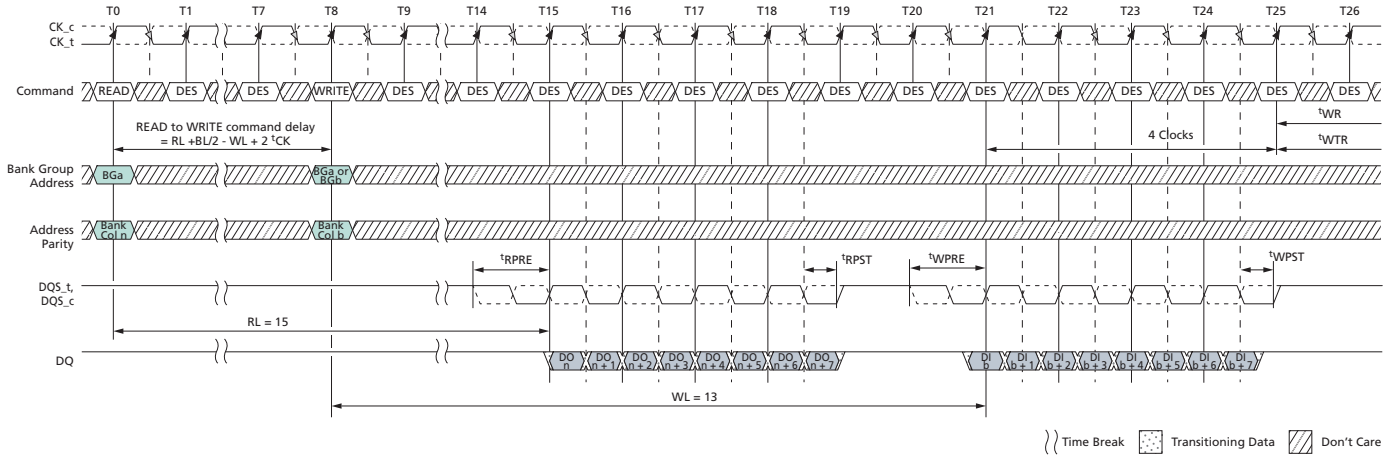 T0 T1 T7 T8 T9 T14 T15 T16 T17 T18 T19 T20 T21 T22 T23 T24 T25 T26
CK_c
CK_t
Command READ DES DES WRITE DES DES DES DES DES DES DES DES DES DES DES DES DES DES
tWR
READ to WRITE command delay
= RL +BL/2 - WL + 2 tCK
4 Clocks
tWTR
Bank Group
Address
BGa
BGa or
BGb
Address
Parity
Bank
Col n
Bank
Col b
tRPRE tRPST tWPRE tWPST
DQS_t,
DQS_c
RL = 15
DQ
DO
n
DO
n + 1
DO
n + 2
DO
n + 3
DO
n + 4
DO
n + 5
DO
n + 6
DO
n + 7
DI
b
DI
b + 1
DI
b + 2
DI
b + 3
DI
b + 4
DI
b + 5
DI
b + 6
DI
b + 7
WL = 13
Time Break Transitioning Data Don't Care